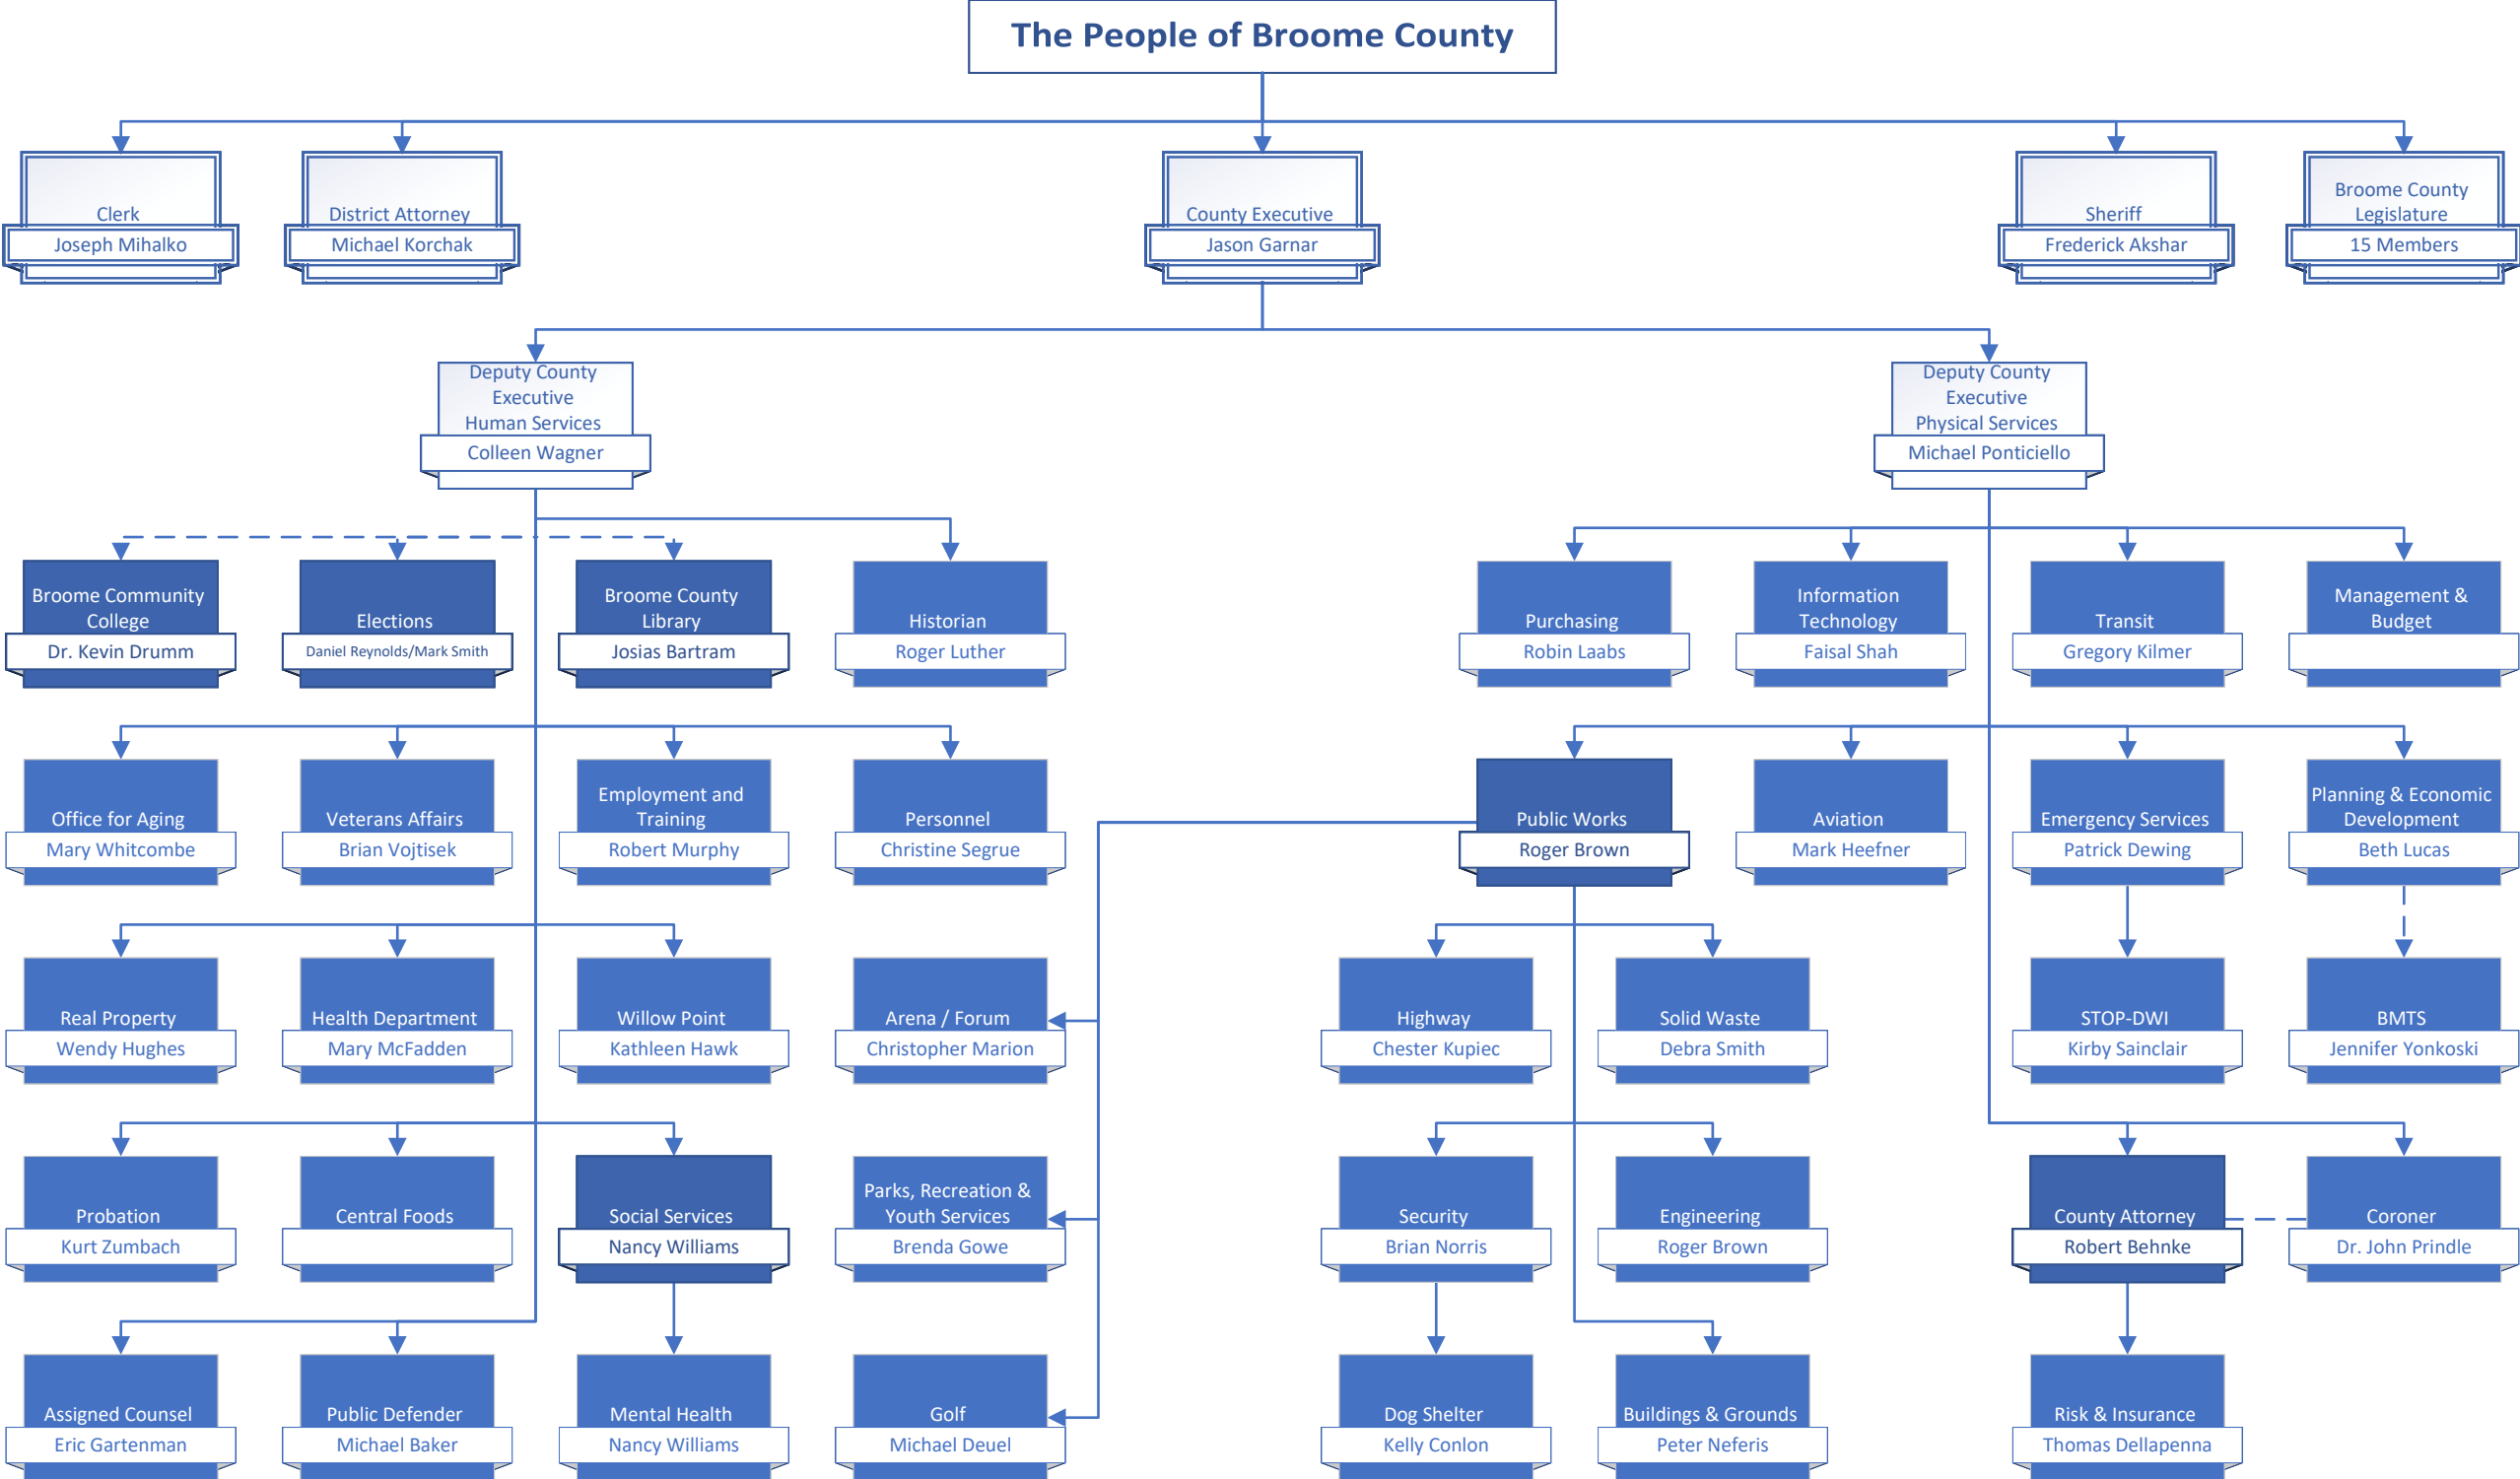 The People of Broome County
Clerk
Joseph Mihalko
District Attorney
Michael Korchak
County Executive
Jason Garnar
Sheriff
Frederick Akshar
Broome County
Legislature
15 Members
Deputy County
Executive
Human Services
Colleen Wagner
Deputy County
Executive
Physical Services
Michael Ponticiello
Broome Community
College
Dr. Kevin Drumm
Elections
Daniel Reynolds/Mark Smith
Broome County
Library
Josias Bartram
Historian
Roger Luther
Purchasing
Robin Laabs
Information
Technology
Faisal Shah
Transit
Gregory Kilmer
Management &
Budget
Office for Aging
Mary Whitcombe
Veterans Affairs
Brian Vojtisek
Employment and
Training
Robert Murphy
Personnel
Christine Segrue
Public Works
Roger Brown
Aviation
Mark Heefner
Emergency Services
Patrick Dewing
Planning & Economic
Development
Beth Lucas
Real Property
Wendy Hughes
Health Department
Mary McFadden
Willow Point
Kathleen Hawk
Arena / Forum
Christopher Marion
Highway
Chester Kupiec
Solid Waste
Debra Smith
STOP-DWI
Kirby Sainclair
BMTS
Jennifer Yonkoski
Probation
Kurt Zumbach
Central Foods
Social Services
Nancy Williams
Parks, Recreation &
Youth Services
Brenda Gowe
Security
Brian Norris
Engineering
Roger Brown
County Attorney
Robert Behnke
Coroner
Dr. John Prindle
Assigned Counsel
Eric Gartenman
Public Defender
Michael Baker
Mental Health
Nancy Williams
Golf
Michael Deuel
Dog Shelter
Kelly Conlon
Buildings & Grounds
Peter Neferis
Risk & Insurance
Thomas Dellapenna